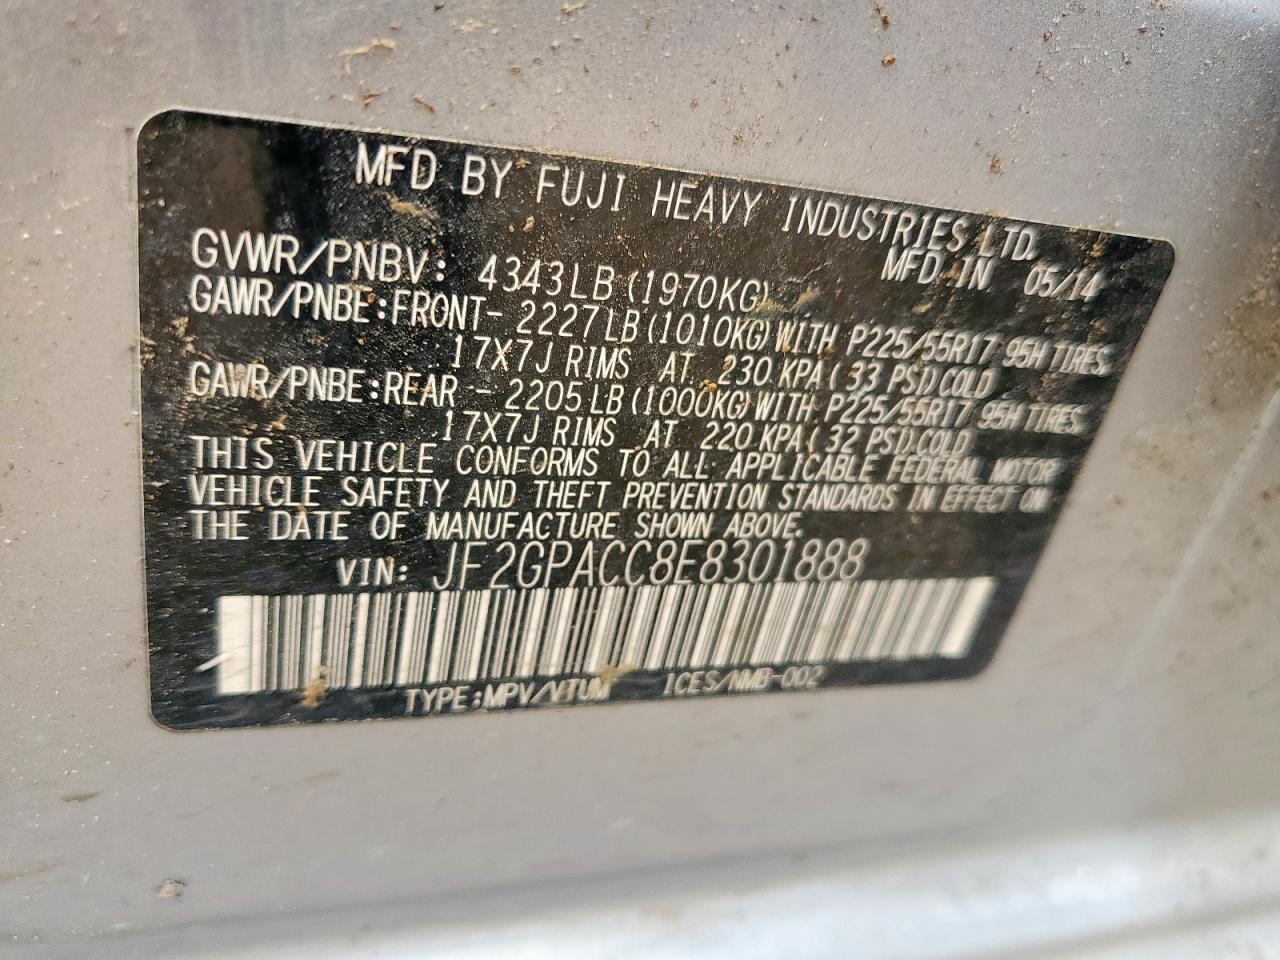 MFD BY FUJI HEAVY INDUSTRIES LTD.
MFD IN 05/14
GVWR/PNBV: 4343LB (1970KG)
GAWR/PNBE:FRONT- 2227LB(1010KG)WITH P225/55R17 95H TIRES
17X7J RIMS AT 230 KPA( 33 PSI)COLD
GAWR/PNBE:REAR - 2205LB(1000KG)WITH P225/55R17 95H TIRES
17X7J RIMS AT 220 KPA( 32 PSI)COLD
THIS VEHICLE CONFORMS TO ALL APPLICABLE FEDERAL MOTOR
VEHICLE SAFETY AND THEFT PREVENTION STANDARDS IN EFFECT ON
THE DATE OF MANUFACTURE SHOWN ABOVE.
VIN: JF2GPACC8E8301888
TYPE:MPV/VTUM ICES/NMB-002